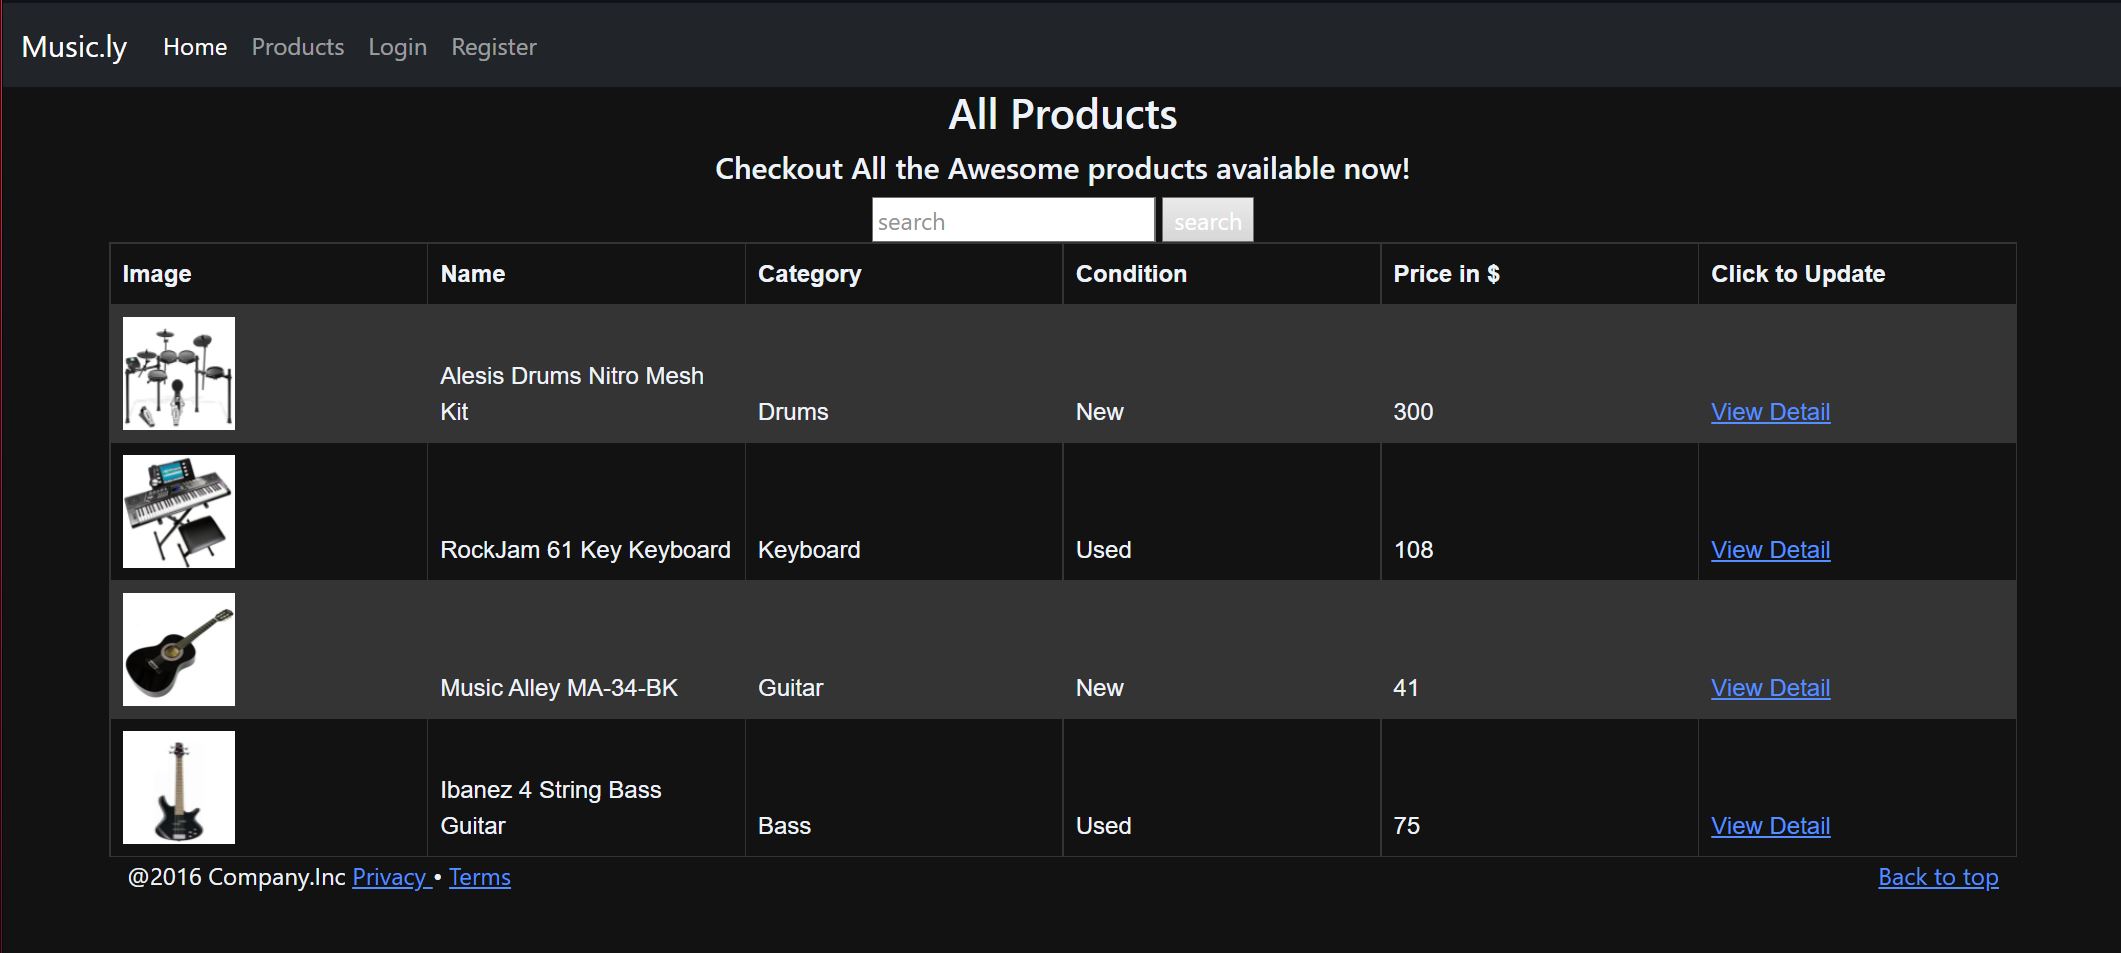 Music.ly Home Products Login Register
All Products
Checkout All the Awesome products available now!
search search
Image Name Category Condition Price in $ Click to Update
Alesis Drums Nitro Mesh
Kit Drums New 300 View Detail
RockJam 61 Key Keyboard Keyboard Used 108 View Detail
Music Alley MA-34-BK Guitar New 41 View Detail
Ibanez 4 String Bass
Guitar Bass Used 75 View Detail
@2016 Company.Inc Privacy • Terms Back to top